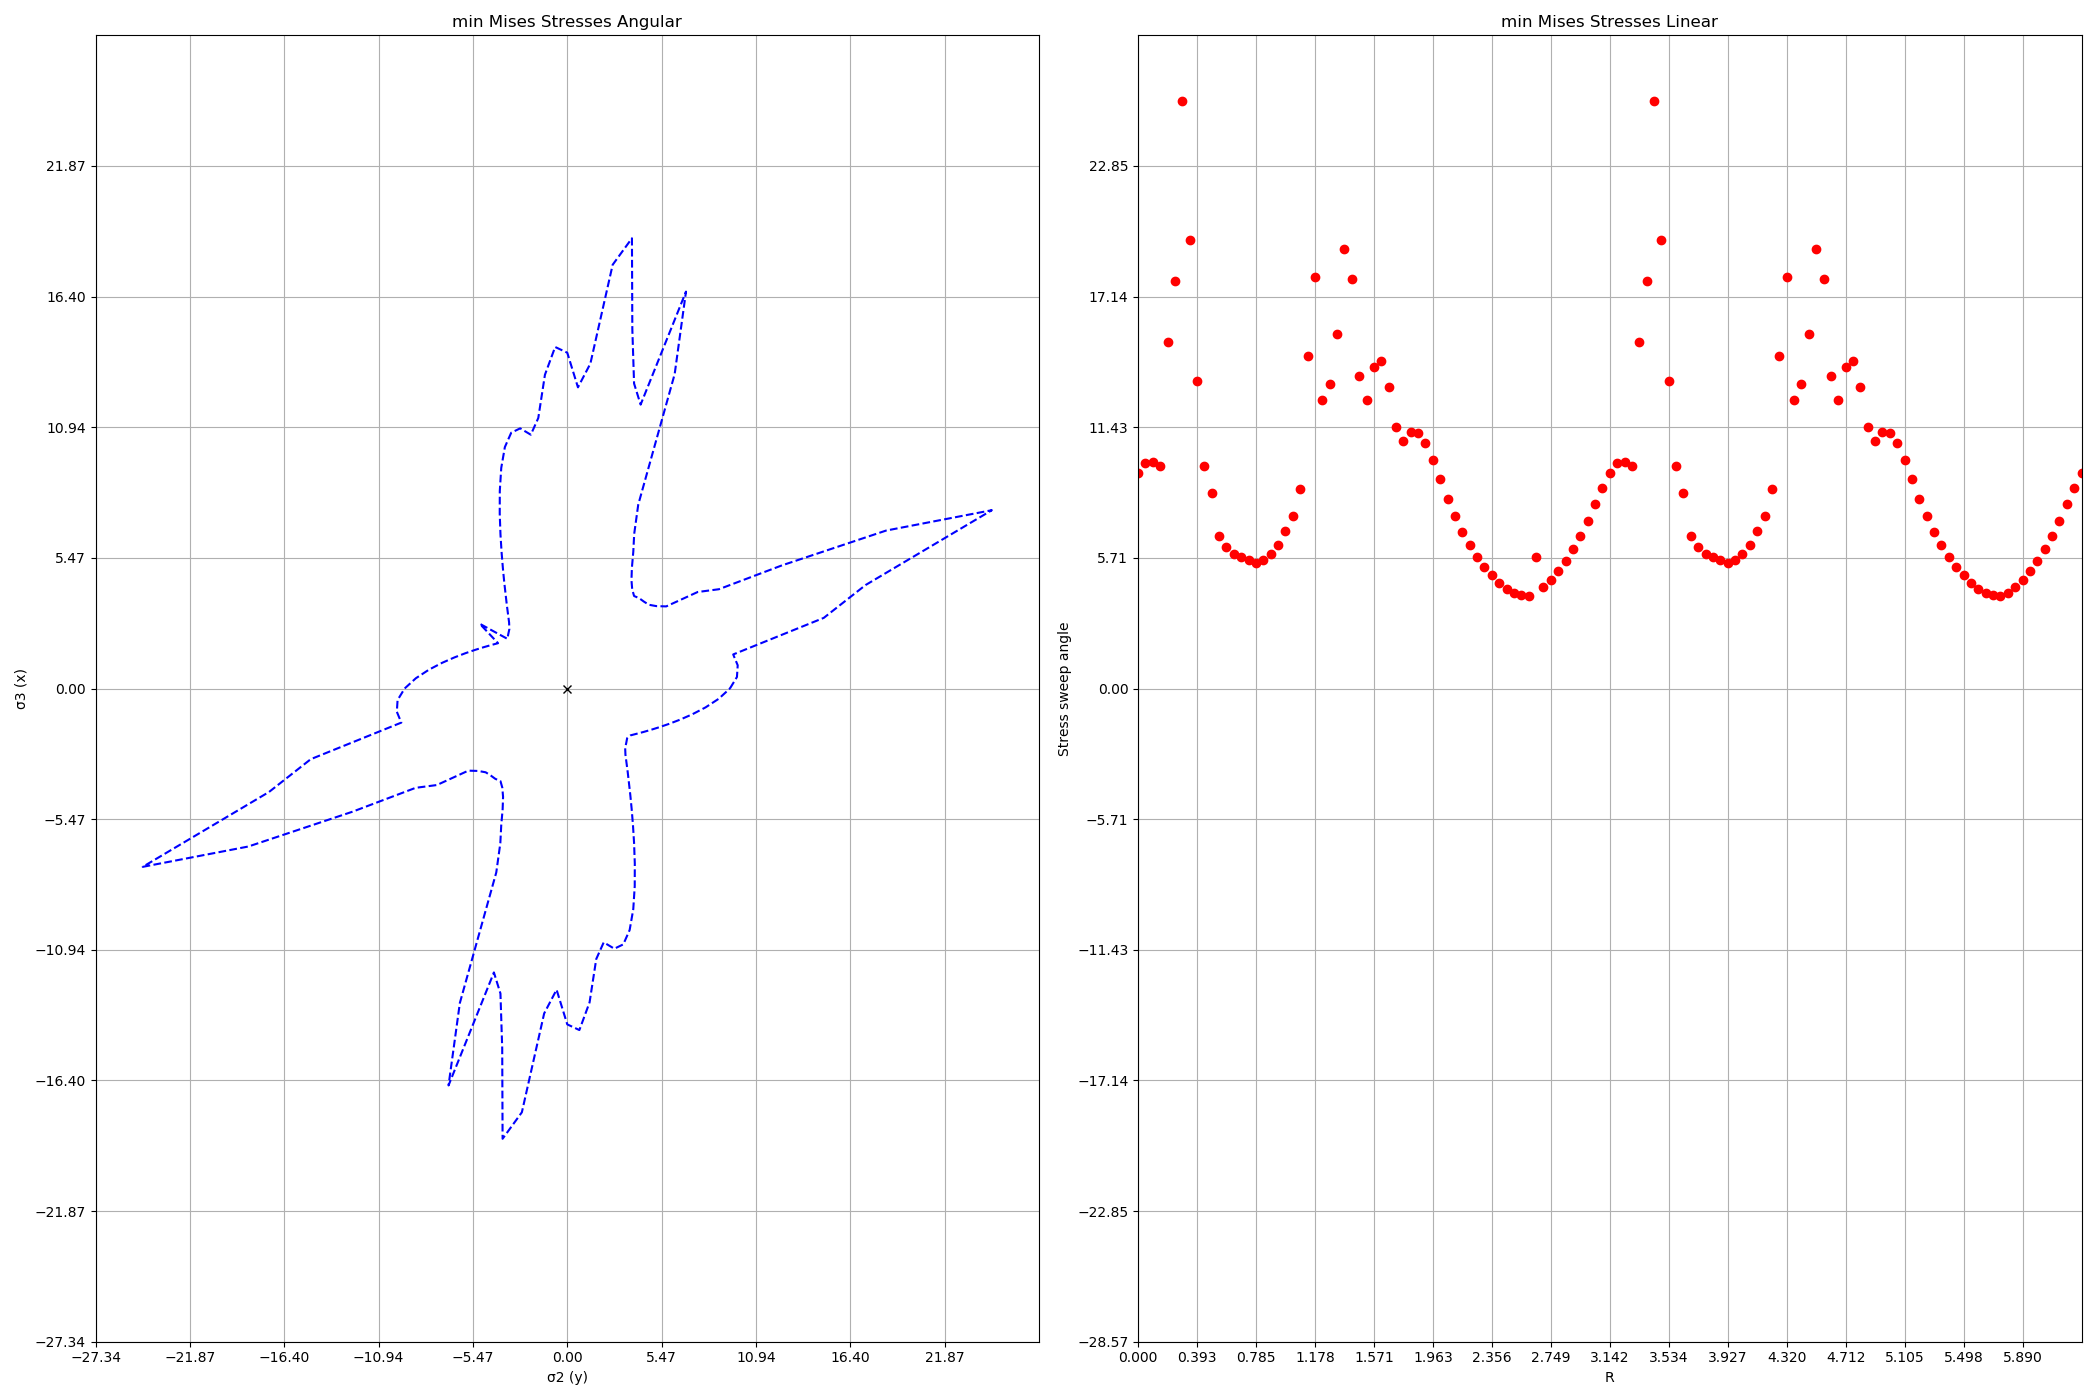 min Mises Stresses Angular
21.87
16.40
10.94
5.47
0.00
−5.47
−10.94
−16.40
−21.87
−27.34
σ3 (x)
−27.34 −21.87 −16.40 −10.94 −5.47 0.00 5.47 10.94 16.40 21.87
σ2 (y)
min Mises Stresses Linear
22.85
17.14
11.43
5.71
0.00
−5.71
−11.43
−17.14
−22.85
−28.57
Stress sweep angle
0.000 0.393 0.785 1.178 1.571 1.963 2.356 2.749 3.142 3.534 3.927 4.320 4.712 5.105 5.498 5.890
R